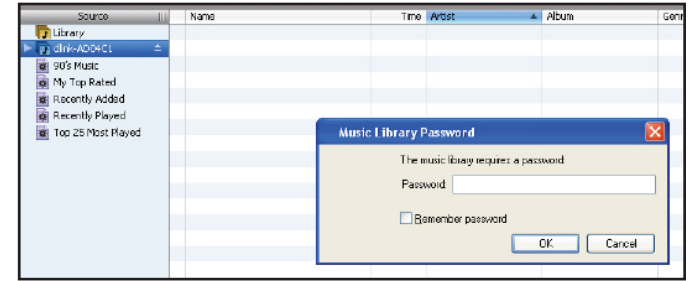 Source Name Time Artist Album Genr
Library
dlink-AD04C1
90's Music
My Top Rated
Recently Added
Recently Played
Top 25 Most Played
Music Library Password
The music library requires a password
Password
Remember password
OK Cancel